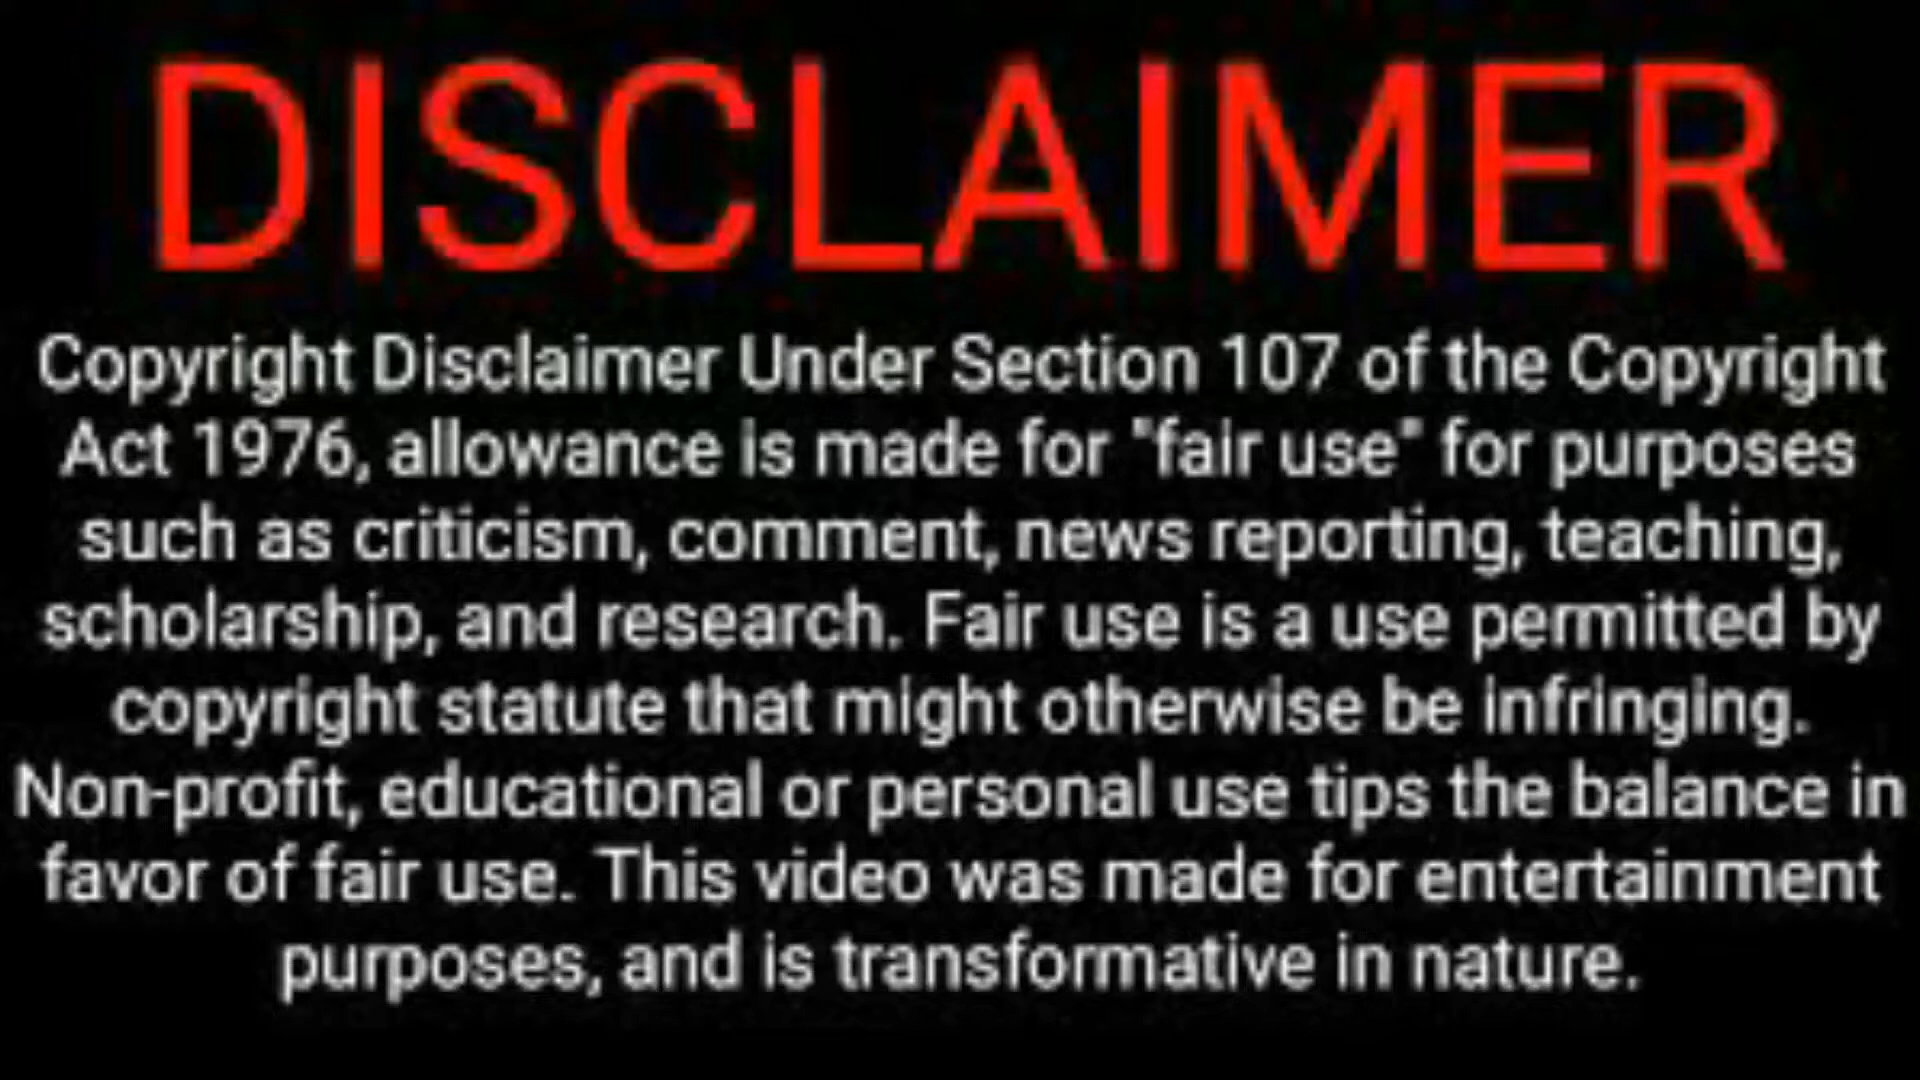 DISCLAIMER
Copyright Disclaimer Under Section 107 of the Copyright
Act 1976, allowance is made for "fair use" for purposes
such as criticism, comment, news reporting, teaching,
scholarship, and research. Fair use is a use permitted by
copyright statute that might otherwise be infringing.
Non-profit, educational or personal use tips the balance in
favor of fair use. This video was made for entertainment
purposes, and is transformative in nature.